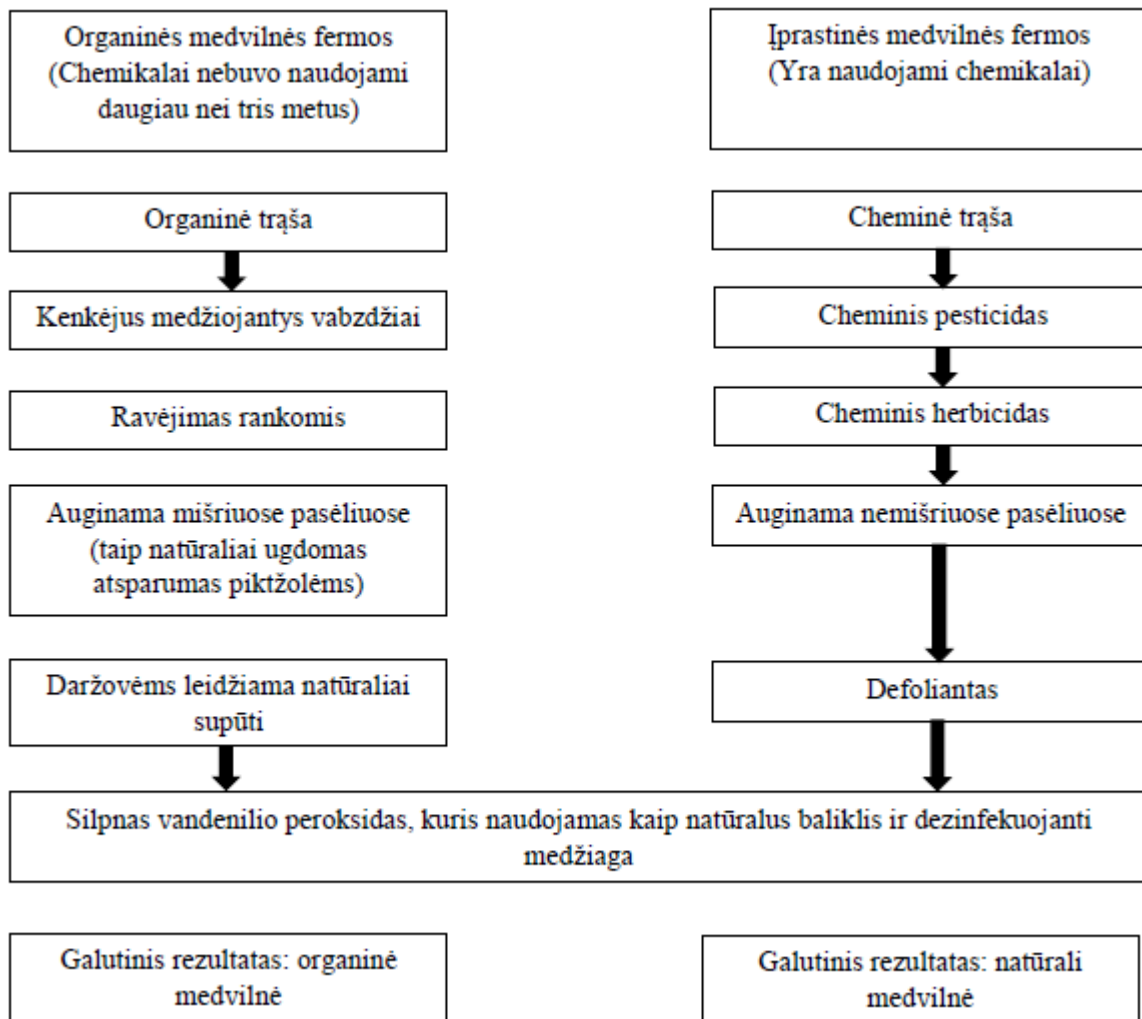 Organinės medvilnės fermos
(Chemikalai nebuvo naudojami
daugiau nei tris metus)
Įprastinės medvilnės fermos
(Yra naudojami chemikalai)
Organinė trąša
Cheminė trąša
Kenkėjus medžiojantys vabzdžiai
Cheminis pesticidas
Ravėjimas rankomis
Cheminis herbicidas
Auginama mišriuose pasėliuose
(taip natūraliai ugdomas
atsparumas piktžolėms)
Auginama nemišriuose pasėliuose
Daržovėms leidžiama natūraliai
supūti
Defoliantas
Silpnas vandenilio peroksidas, kuris naudojamas kaip natūralus baliklis ir dezinfekuojanti
medžiaga
Galutinis rezultatas: organinė
medvilnė
Galutinis rezultatas: natūrali
medvilnė